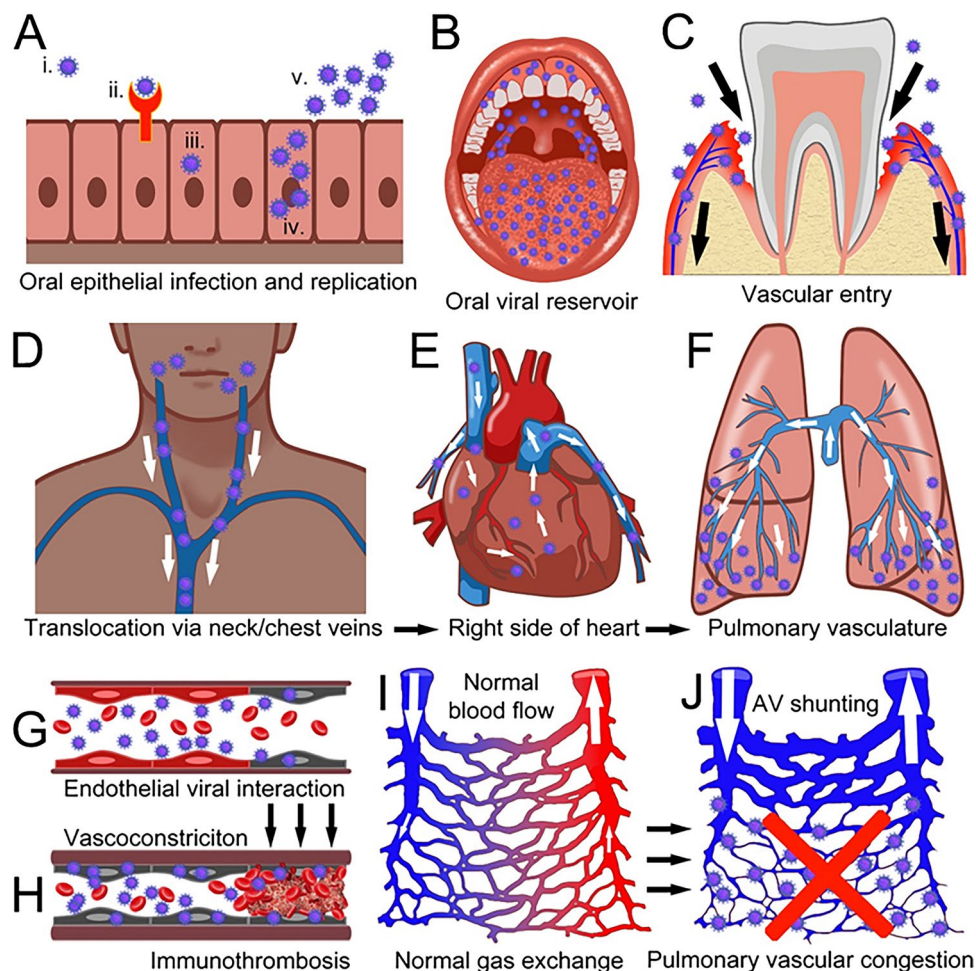 A
i.
ii.
iii.
iv.
v.
Oral epithelial infection and replication
B
Oral viral reservoir
C
Vascular entry
D
Translocation via neck/chest veins
E
Right side of heart
F
Pulmonary vasculature
G
Endothelial viral interaction
H
Vascoconstriciton
Immunothrombosis
I
Normal
blood flow
Normal gas exchange
J
AV shunting
Pulmonary vascular congestion